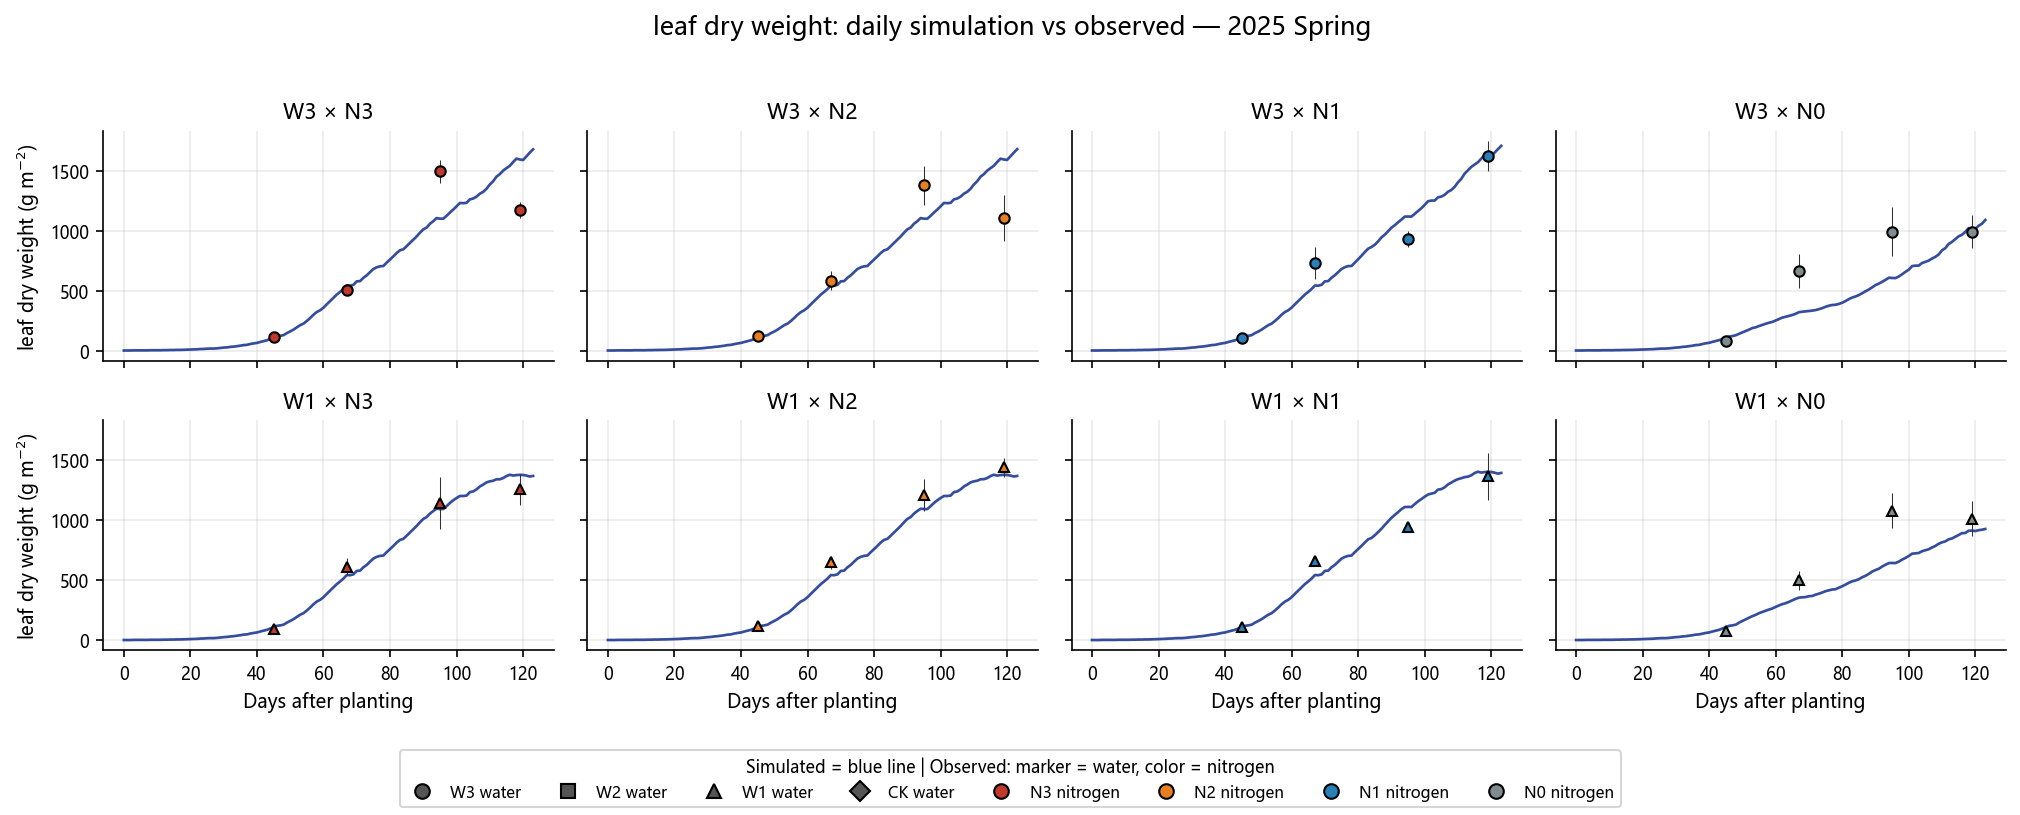 leaf dry weight: daily simulation vs observed — 2025 Spring
W3 × N3
W3 × N2
W3 × N1
W3 × N0
leaf dry weight (g m⁻²)
1500
1000
500
0
W1 × N3
W1 × N2
W1 × N1
W1 × N0
leaf dry weight (g m⁻²)
1500
1000
500
0
0 20 40 60 80 100 120
0 20 40 60 80 100 120
0 20 40 60 80 100 120
0 20 40 60 80 100 120
Days after planting
Days after planting
Days after planting
Days after planting
Simulated = blue line | Observed: marker = water, color = nitrogen
W3 water W2 water W1 water CK water N3 nitrogen N2 nitrogen N1 nitrogen N0 nitrogen